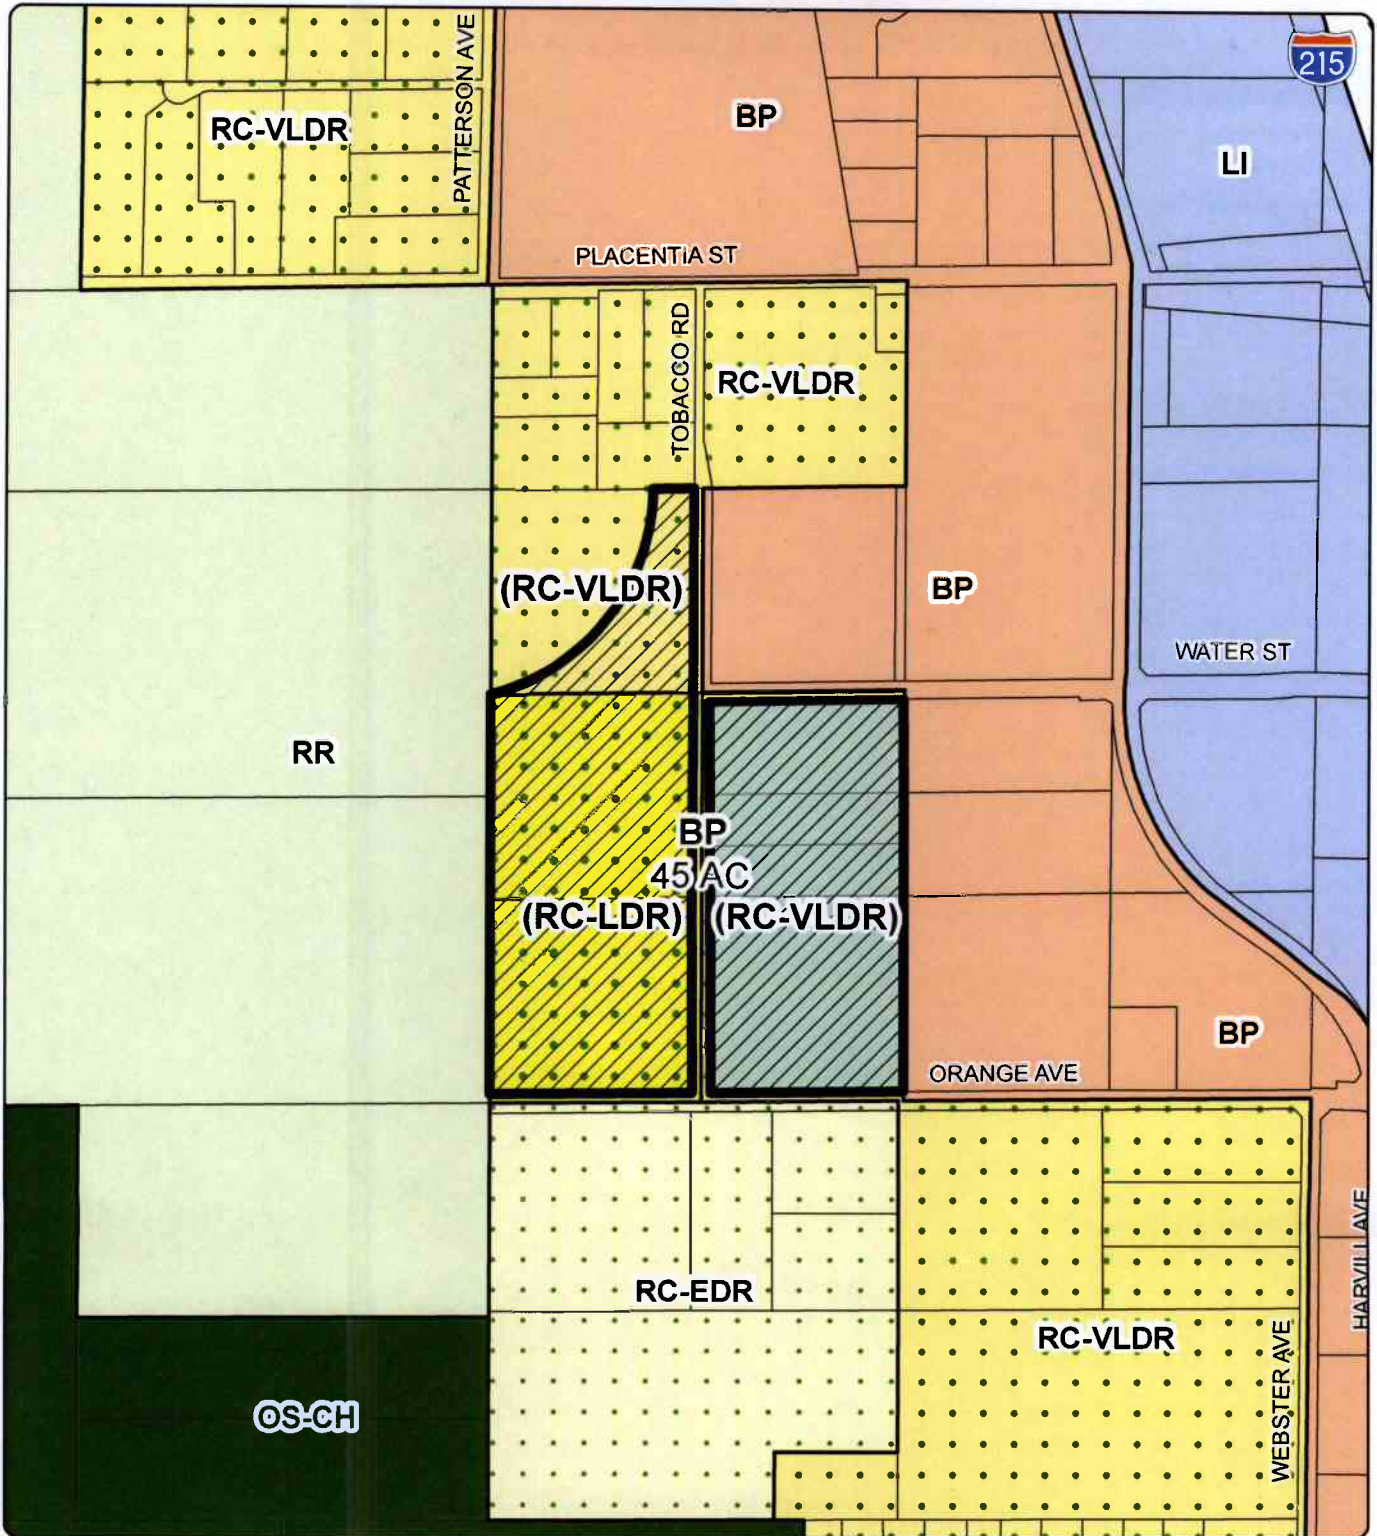 PATTERSON AVE
215
BP
RC-VLDR
LI
PLACENTIA ST
TOBACCO RD
RC-VLDR
(RC-VLDR)
BP
WATER ST
RR
BP
45 AC
(RC-LDR)
(RC-VLDR)
BP
ORANGE AVE
HARVILL AVE
RC-EDR
RC-VLDR
WEBSTER AVE
OS-CH